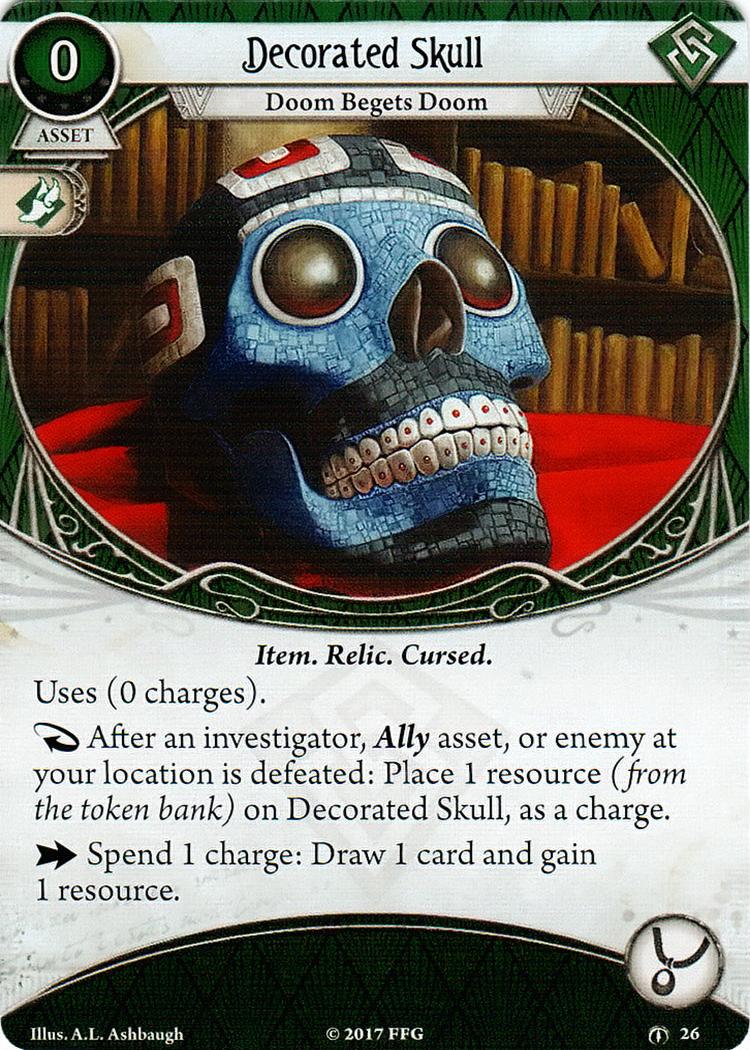 0
Decorated Skull
Doom Begets Doom
ASSET
Item. Relic. Cursed.
Uses (0 charges).
After an investigator, Ally asset, or enemy at
your location is defeated: Place 1 resource (from
the token bank) on Decorated Skull, as a charge.
Spend 1 charge: Draw 1 card and gain
1 resource.
Illus. A.L. Ashbaugh
© 2017 FFG
26